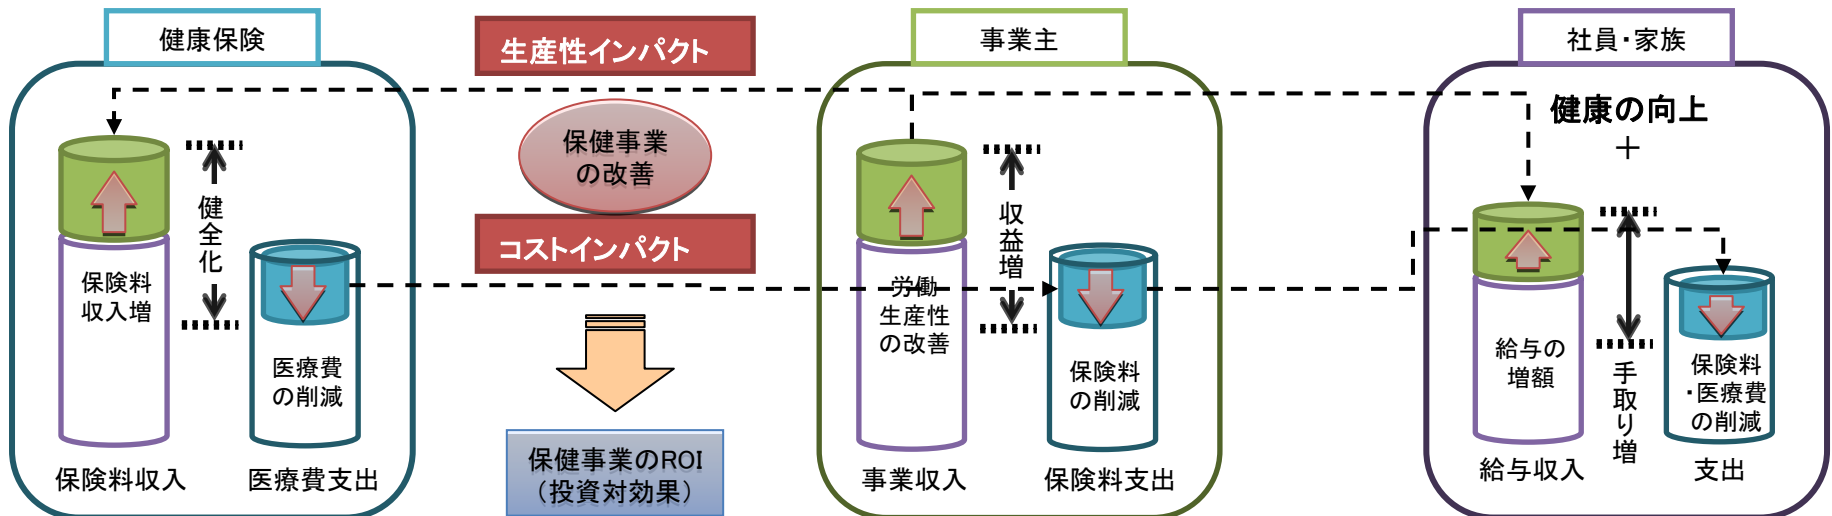 健康保険
保険料
収入増
健全化
医療費
の削減
保険料収入
医療費支出
生産性インパクト
保健事業
の改善
コストインパクト
保健事業のROI
（投資対効果）
事業主
労働
生産性
の改善
収益増
保険料
の削減
事業収入
保険料支出
社員・家族
健康の向上
＋
給与の
増額
手取り増
保険料
・医療費
の削減
給与収入
支出